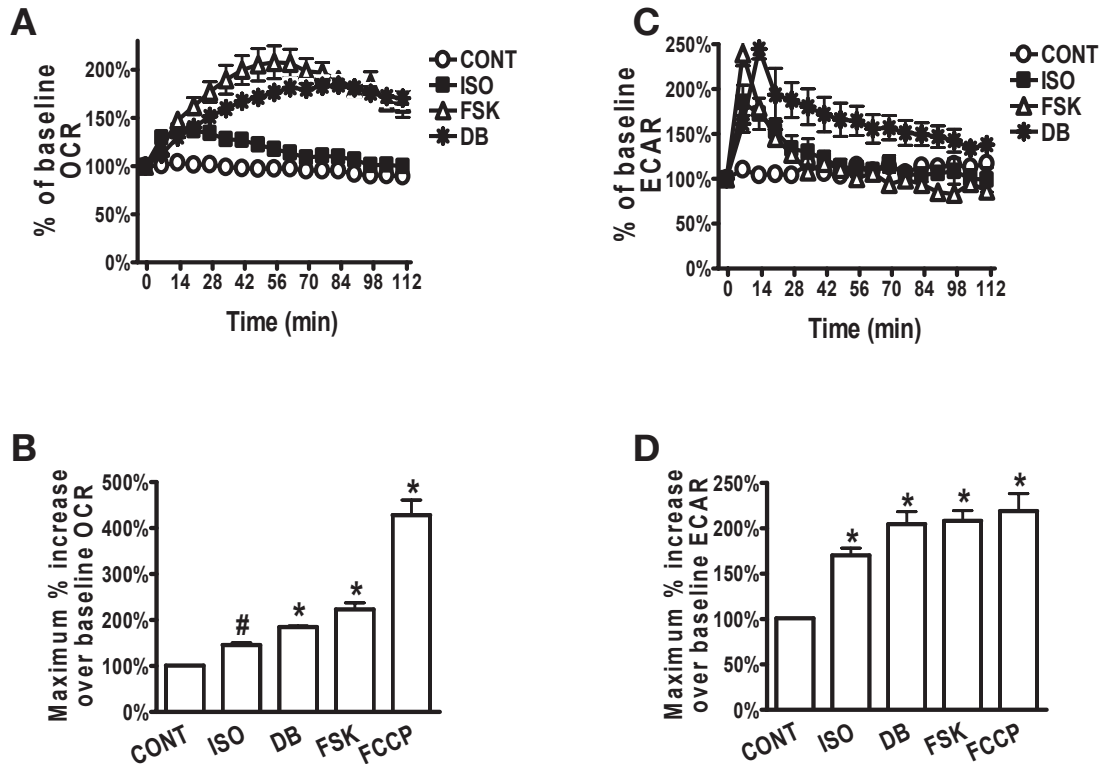 A
% of baseline
OCR
200%
150%
100%
50%
0%
0 14 28 42 56 70 84 98 112
Time (min)
CONT
ISO
FSK
DB
C
% of baseline
ECAR
250%
200%
150%
100%
50%
0%
0 14 28 42 56 70 84 98 112
Time (min)
CONT
ISO
FSK
DB
B
Maximum % increase
over baseline OCR
500%
400%
300%
200%
100%
0%
# * * *
CONT ISO DB FSK FCCP
D
Maximum % increase
over baseline ECAR
250%
200%
150%
100%
50%
0%
* * * *
CONT ISO DB FSK FCCP